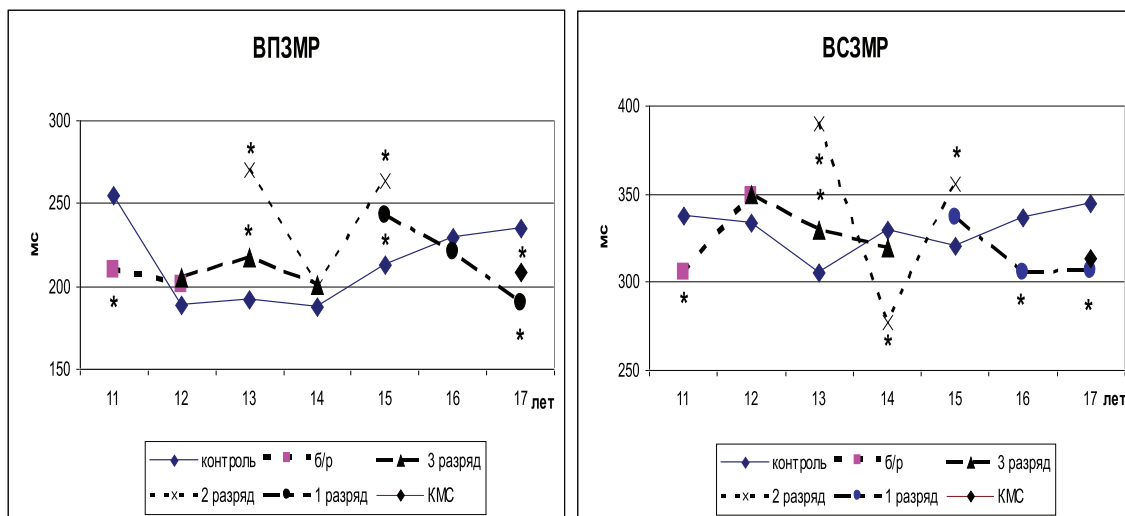 ВПЗМР
300
250
200
150
мс
11 12 13 14 15 16 17 лет
* * * * * * *
контроль б/р 3 разряд
2 разряд 1 разряд КМС
ВСЗМР
400
350
300
250
мс
11 12 13 14 15 16 17 лет
* * * * * * *
контроль б/р 3 разряд
2 разряд 1 разряд КМС